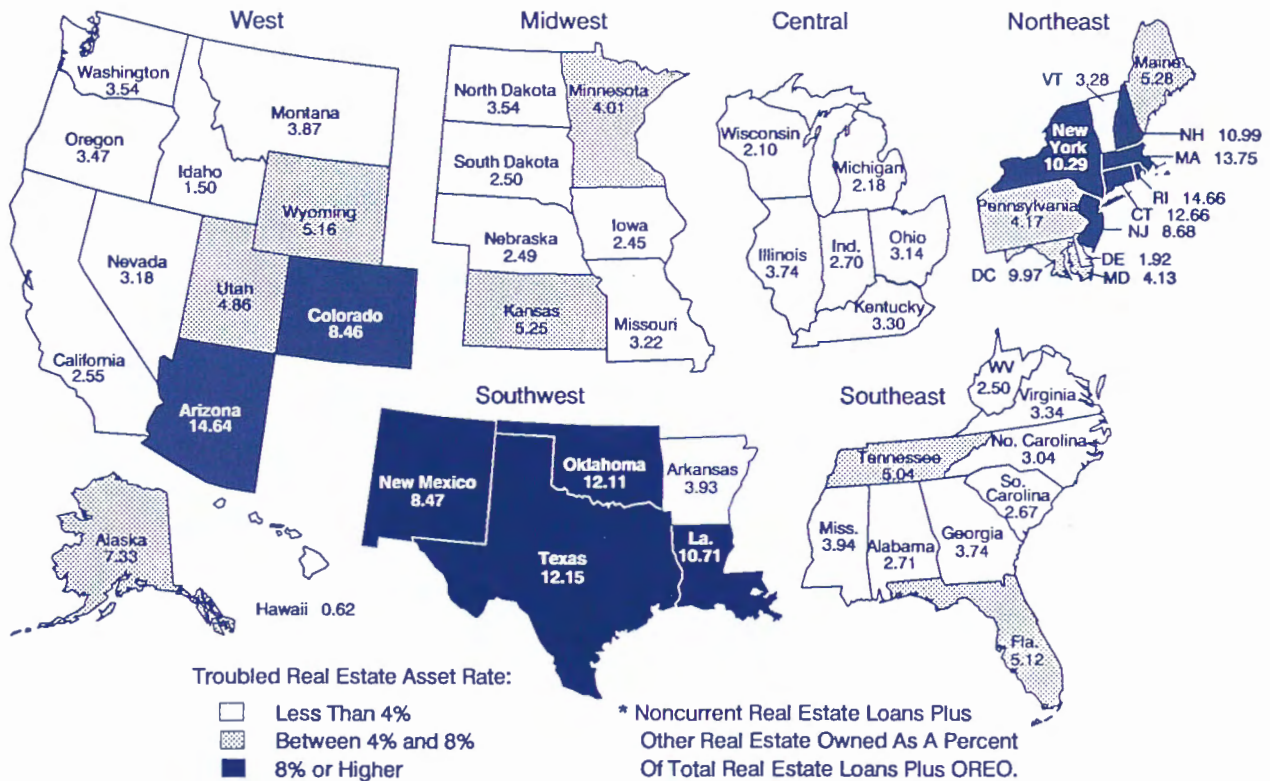 West
Midwest
Central
Northeast
Washington
3.54
Montana
3.87
Oregon
3.47
Idaho
1.50
Wyoming
5.16
Nevada
3.18
Utah
4.86
Colorado
8.46
California
2.55
Arizona
14.64
Alaska
7.33
Hawaii 0.62
North Dakota
3.54
Minnesota
4.01
South Dakota
2.50
Nebraska
2.49
Iowa
2.45
Kansas
5.25
Missouri
3.22
Wisconsin
2.10
Michigan
2.18
Illinois
3.74
Ind.
2.70
Ohio
3.14
Kentucky
3.30
VT 3.28
Maine
5.28
New
York
10.29
NH 10.99
MA 13.75
RI 14.66
CT 12.66
NJ 8.68
Pennsylvania
4.17
DE 1.92
DC 9.97
MD 4.13
Southwest
New Mexico
8.47
Oklahoma
12.11
Arkansas
3.93
Texas
12.15
La.
10.71
Southeast
WV
2.50
Virginia
3.34
Tennessee
5.04
No. Carolina
3.04
So.
Carolina
2.67
Miss.
3.94
Alabama
2.71
Georgia
3.74
Fla.
5.12
Troubled Real Estate Asset Rate:
Less Than 4%
Between 4% and 8%
8% or Higher
* Noncurrent Real Estate Loans Plus
Other Real Estate Owned As A Percent
Of Total Real Estate Loans Plus OREO.